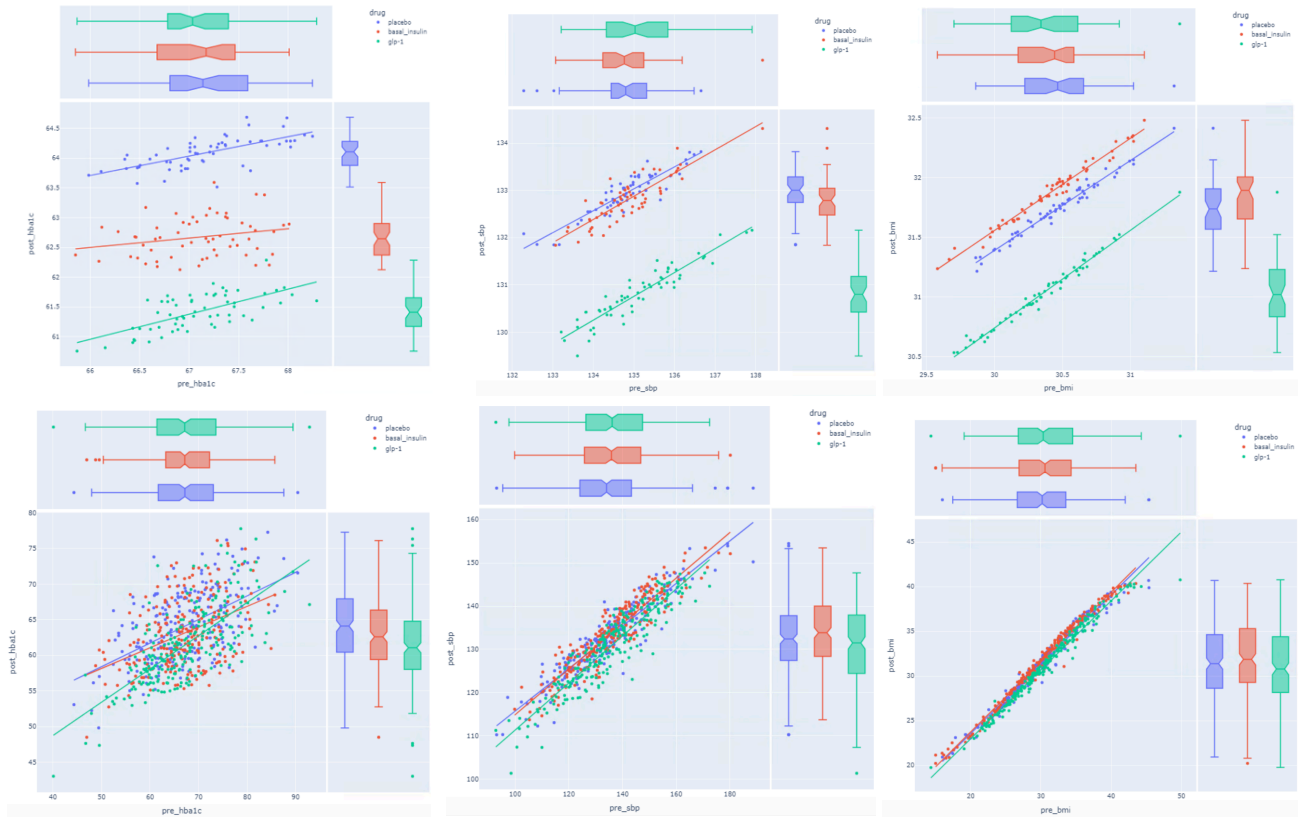 drug
placebo
basal_insulin
glp-1
post_hba1c
64.5
64
63.5
63
62.5
62
61.5
61
66
66.5
67
67.5
68
pre_hba1c
drug
placebo
basal_insulin
glp-1
post_sbp
134
133
132
131
130
132
133
134
135
136
137
138
pre_sbp
drug
placebo
basal_insulin
glp-1
post_bmi
32.5
32
31.5
31
30.5
29.5
30
30.5
31
pre_bmi
drug
placebo
basal_insulin
glp-1
post_hba1c
80
75
70
65
60
55
50
45
40
50
60
70
80
90
pre_hba1c
drug
placebo
basal_insulin
glp-1
post_sbp
160
150
140
130
120
110
100
100
120
140
160
180
pre_sbp
drug
placebo
basal_insulin
glp-1
post_bmi
45
40
35
30
25
20
20
30
40
50
pre_bmi